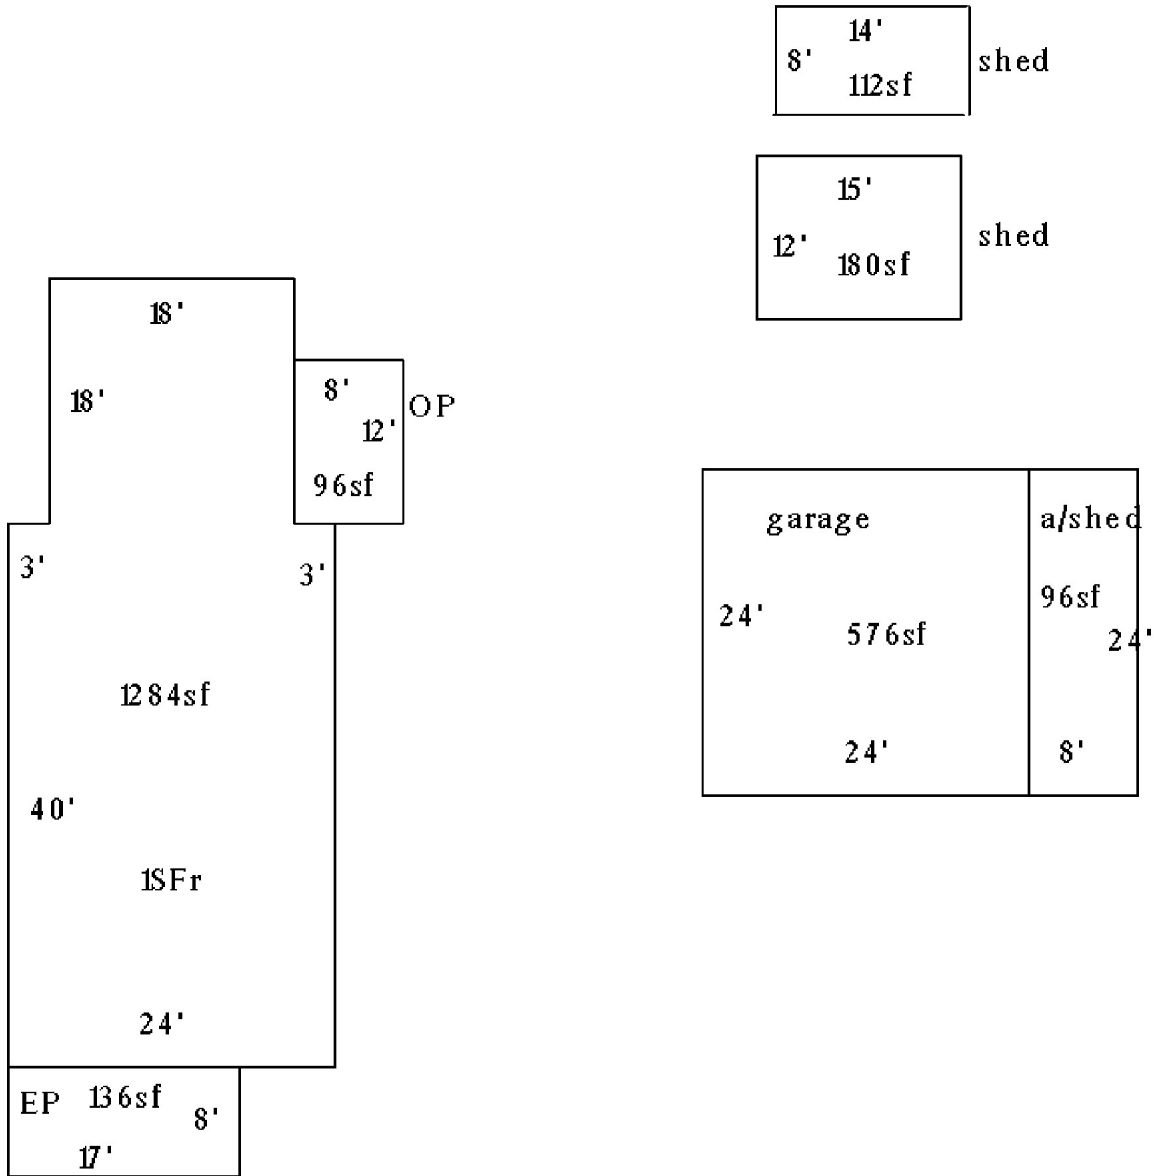 14'
8'
112sf
shed
15'
12'
180sf
shed
18'
18'
8'
12'
96sf
OP
3'
3'
1284sf
40'
1SFr
24'
EP
136sf
8'
17'
garage
24'
576sf
24'
a/shed
96sf
24'
8'